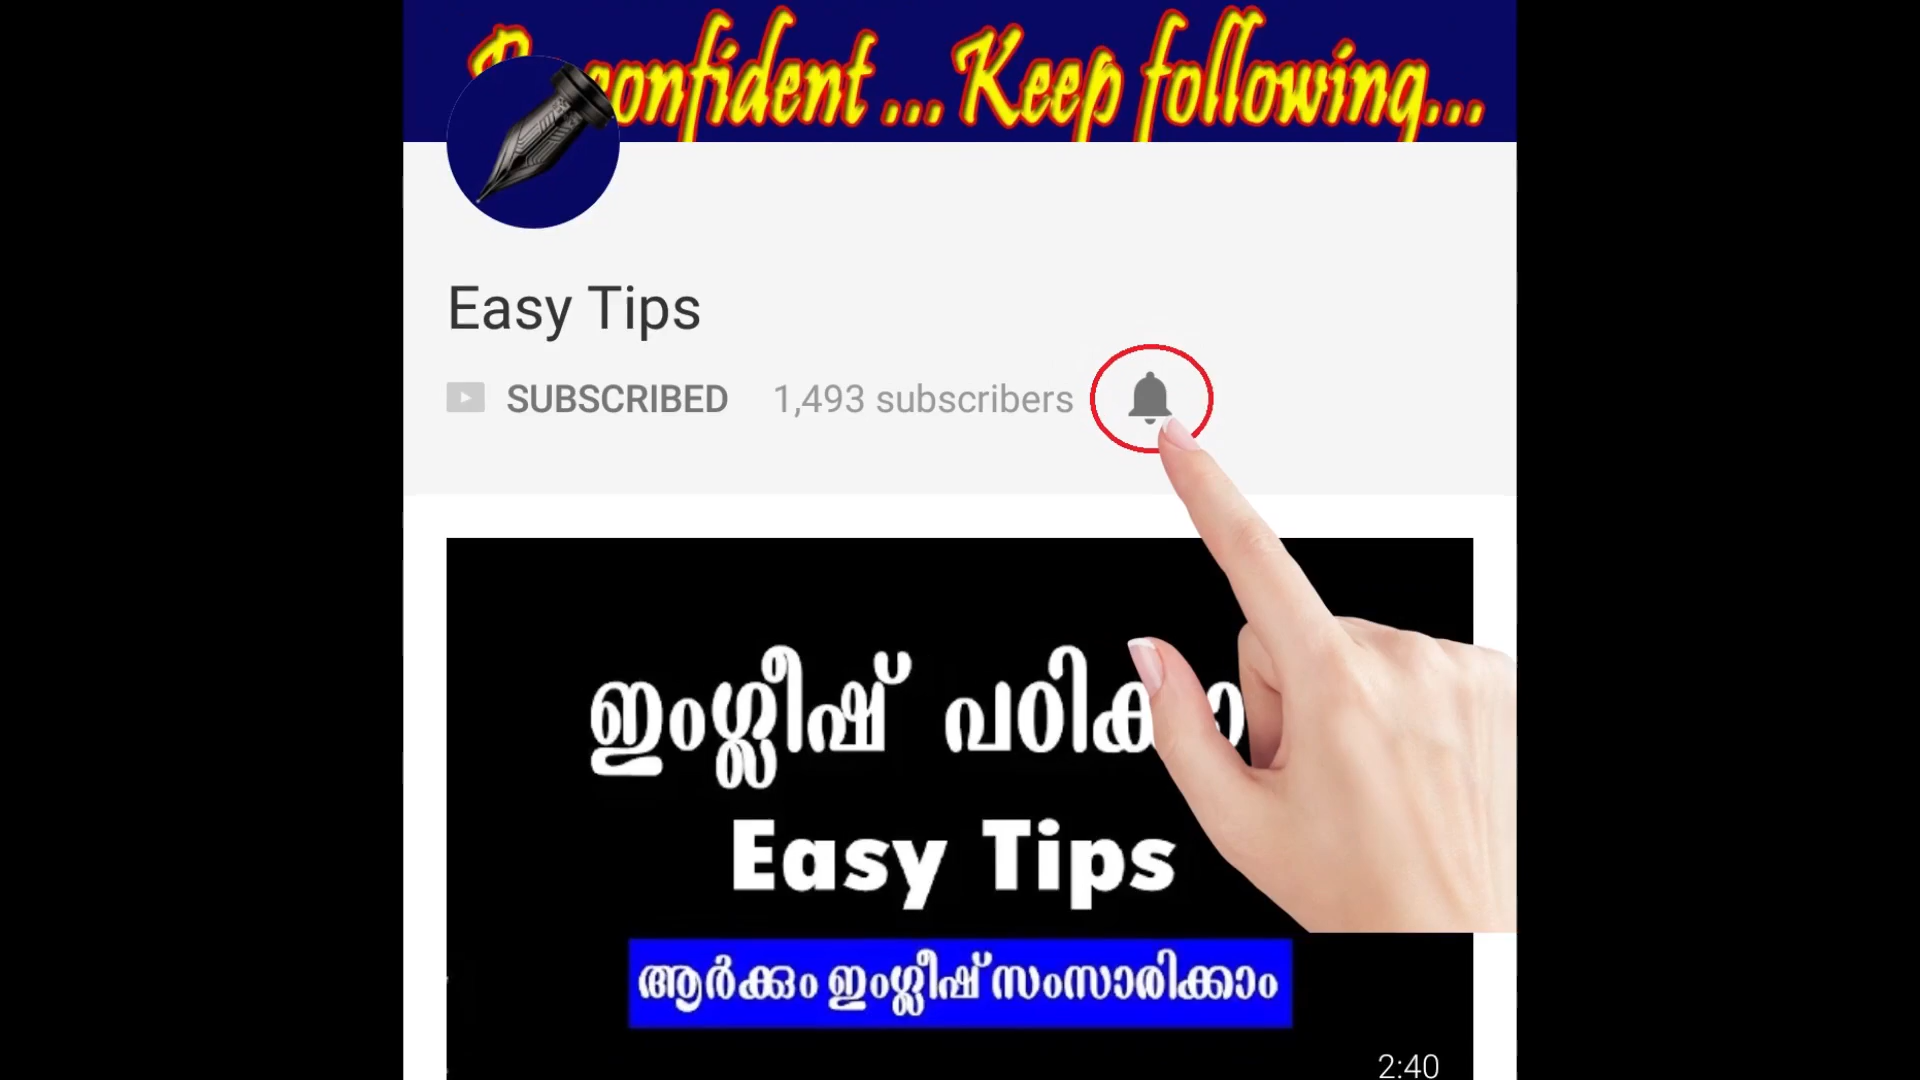 confident ... Keep following...
Easy Tips
SUBSCRIBED 1,493 subscribers
ഇംഗ്ലീഷ്
Easy Tips
ആർക്കും ഇംഗ്ലീഷ് സംസാരിക്കാം
2:40